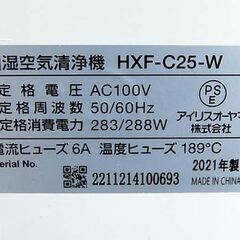 湿空気清浄機 HXF-C25-W
定格電圧 AC100V
定格周波数 50/60Hz
定格消費電力 283/288W
PS
E
アイリスオーヤマ
株式会社
電流ヒューズ 6A 温度ヒューズ 189℃
Serial No. 2211214100693
2021年製
MADE IN CHINA